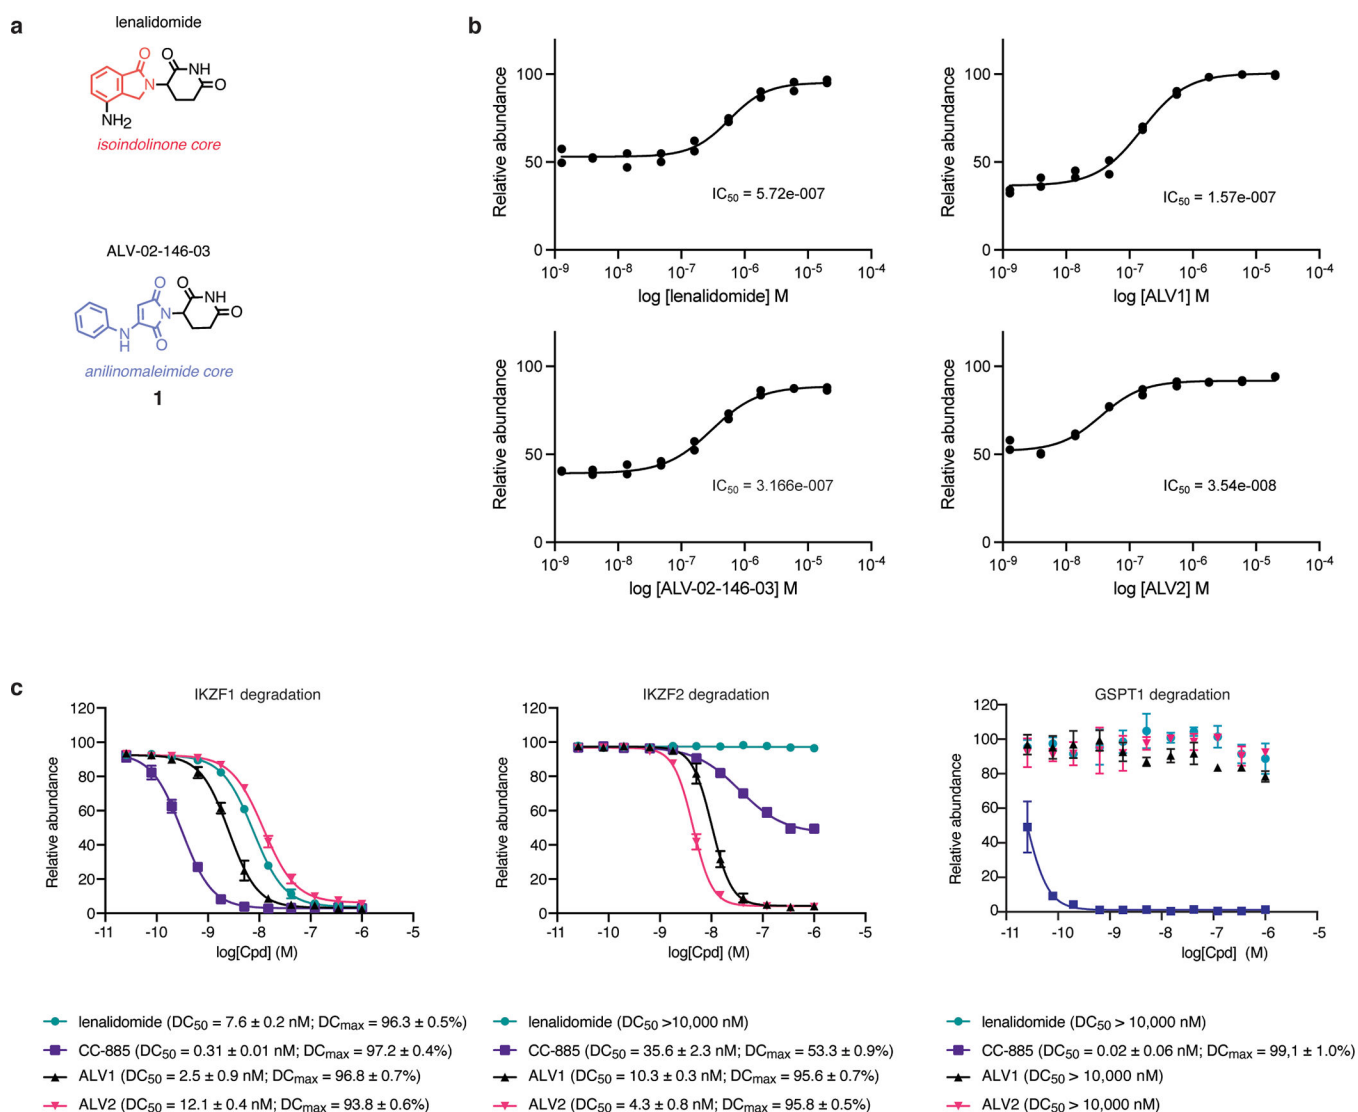 a
lenalidomide
O
O
NH
N
O
NH2
isoindolinone core
ALV-02-146-03
O
O
NH
N
O
N
H
O
anilinomaleimide core
1
b
Relative abundance
100
50
0
IC50 = 5.72e-007
10-9 10-8 10-7 10-6 10-5 10-4
log [lenalidomide] M
Relative abundance
100
50
0
IC50 = 1.57e-007
10-9 10-8 10-7 10-6 10-5 10-4
log [ALV1] M
Relative abundance
100
50
0
IC50 = 3.166e-007
10-9 10-8 10-7 10-6 10-5 10-4
log [ALV-02-146-03] M
Relative abundance
100
50
0
IC50 = 3.54e-008
10-9 10-8 10-7 10-6 10-5 10-4
log [ALV2] M
c
IKZF1 degradation
Relative abundance
120
100
80
60
40
20
0
-11 -10 -9 -8 -7 -6 -5
log[Cpd] (M)
lenalidomide (DC50 = 7.6 ± 0.2 nM; DCmax = 96.3 ± 0.5%)
CC-885 (DC50 = 0.31 ± 0.01 nM; DCmax = 97.2 ± 0.4%)
ALV1 (DC50 = 2.5 ± 0.9 nM; DCmax = 96.8 ± 0.7%)
ALV2 (DC50 = 12.1 ± 0.4 nM; DCmax = 93.8 ± 0.6%)
IKZF2 degradation
Relative abundance
120
100
80
60
40
20
0
-11 -10 -9 -8 -7 -6 -5
log[Cpd] (M)
lenalidomide (DC50 >10,000 nM)
CC-885 (DC50 = 35.6 ± 2.3 nM; DCmax = 53.3 ± 0.9%)
ALV1 (DC50 = 10.3 ± 0.3 nM; DCmax = 95.6 ± 0.7%)
ALV2 (DC50 = 4.3 ± 0.8 nM; DCmax = 95.8 ± 0.5%)
GSPT1 degradation
Relative abundance
120
100
80
60
40
20
0
-11 -10 -9 -8 -7 -6 -5
log[Cpd] (M)
lenalidomide (DC50 > 10,000 nM)
CC-885 (DC50 = 0.02 ± 0.06 nM; DCmax = 99,1 ± 1.0%)
ALV1 (DC50 > 10,000 nM)
ALV2 (DC50 > 10,000 nM)